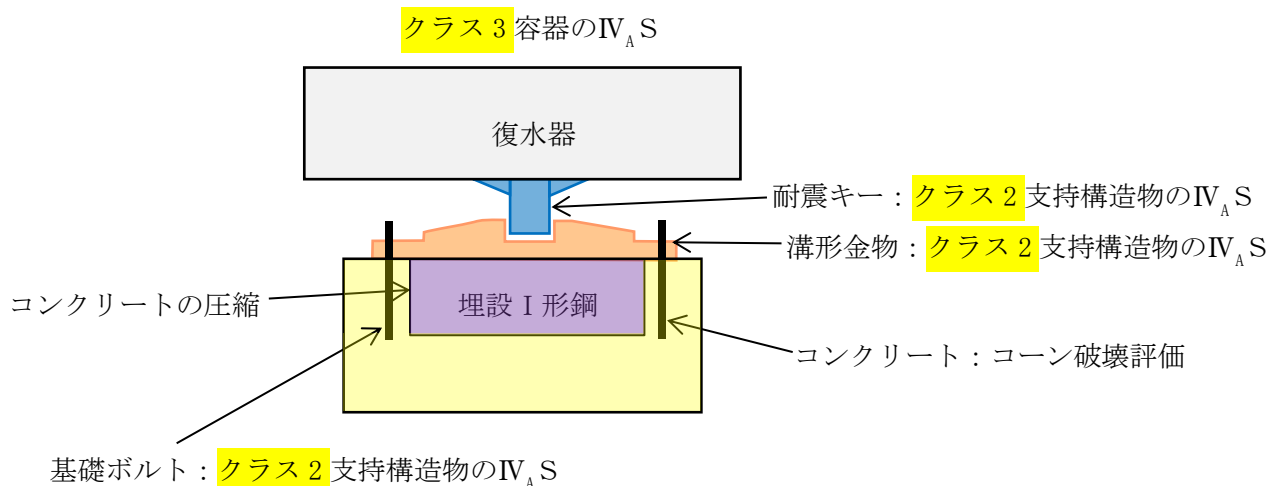 クラス3容器のⅣAS
復水器
耐震キー：クラス2支持構造物のⅣAS
溝形金物：クラス2支持構造物のⅣAS
コンクリートの圧縮
埋設Ⅰ形鋼
コンクリート：コーン破壊評価
基礎ボルト：クラス2支持構造物のⅣAS